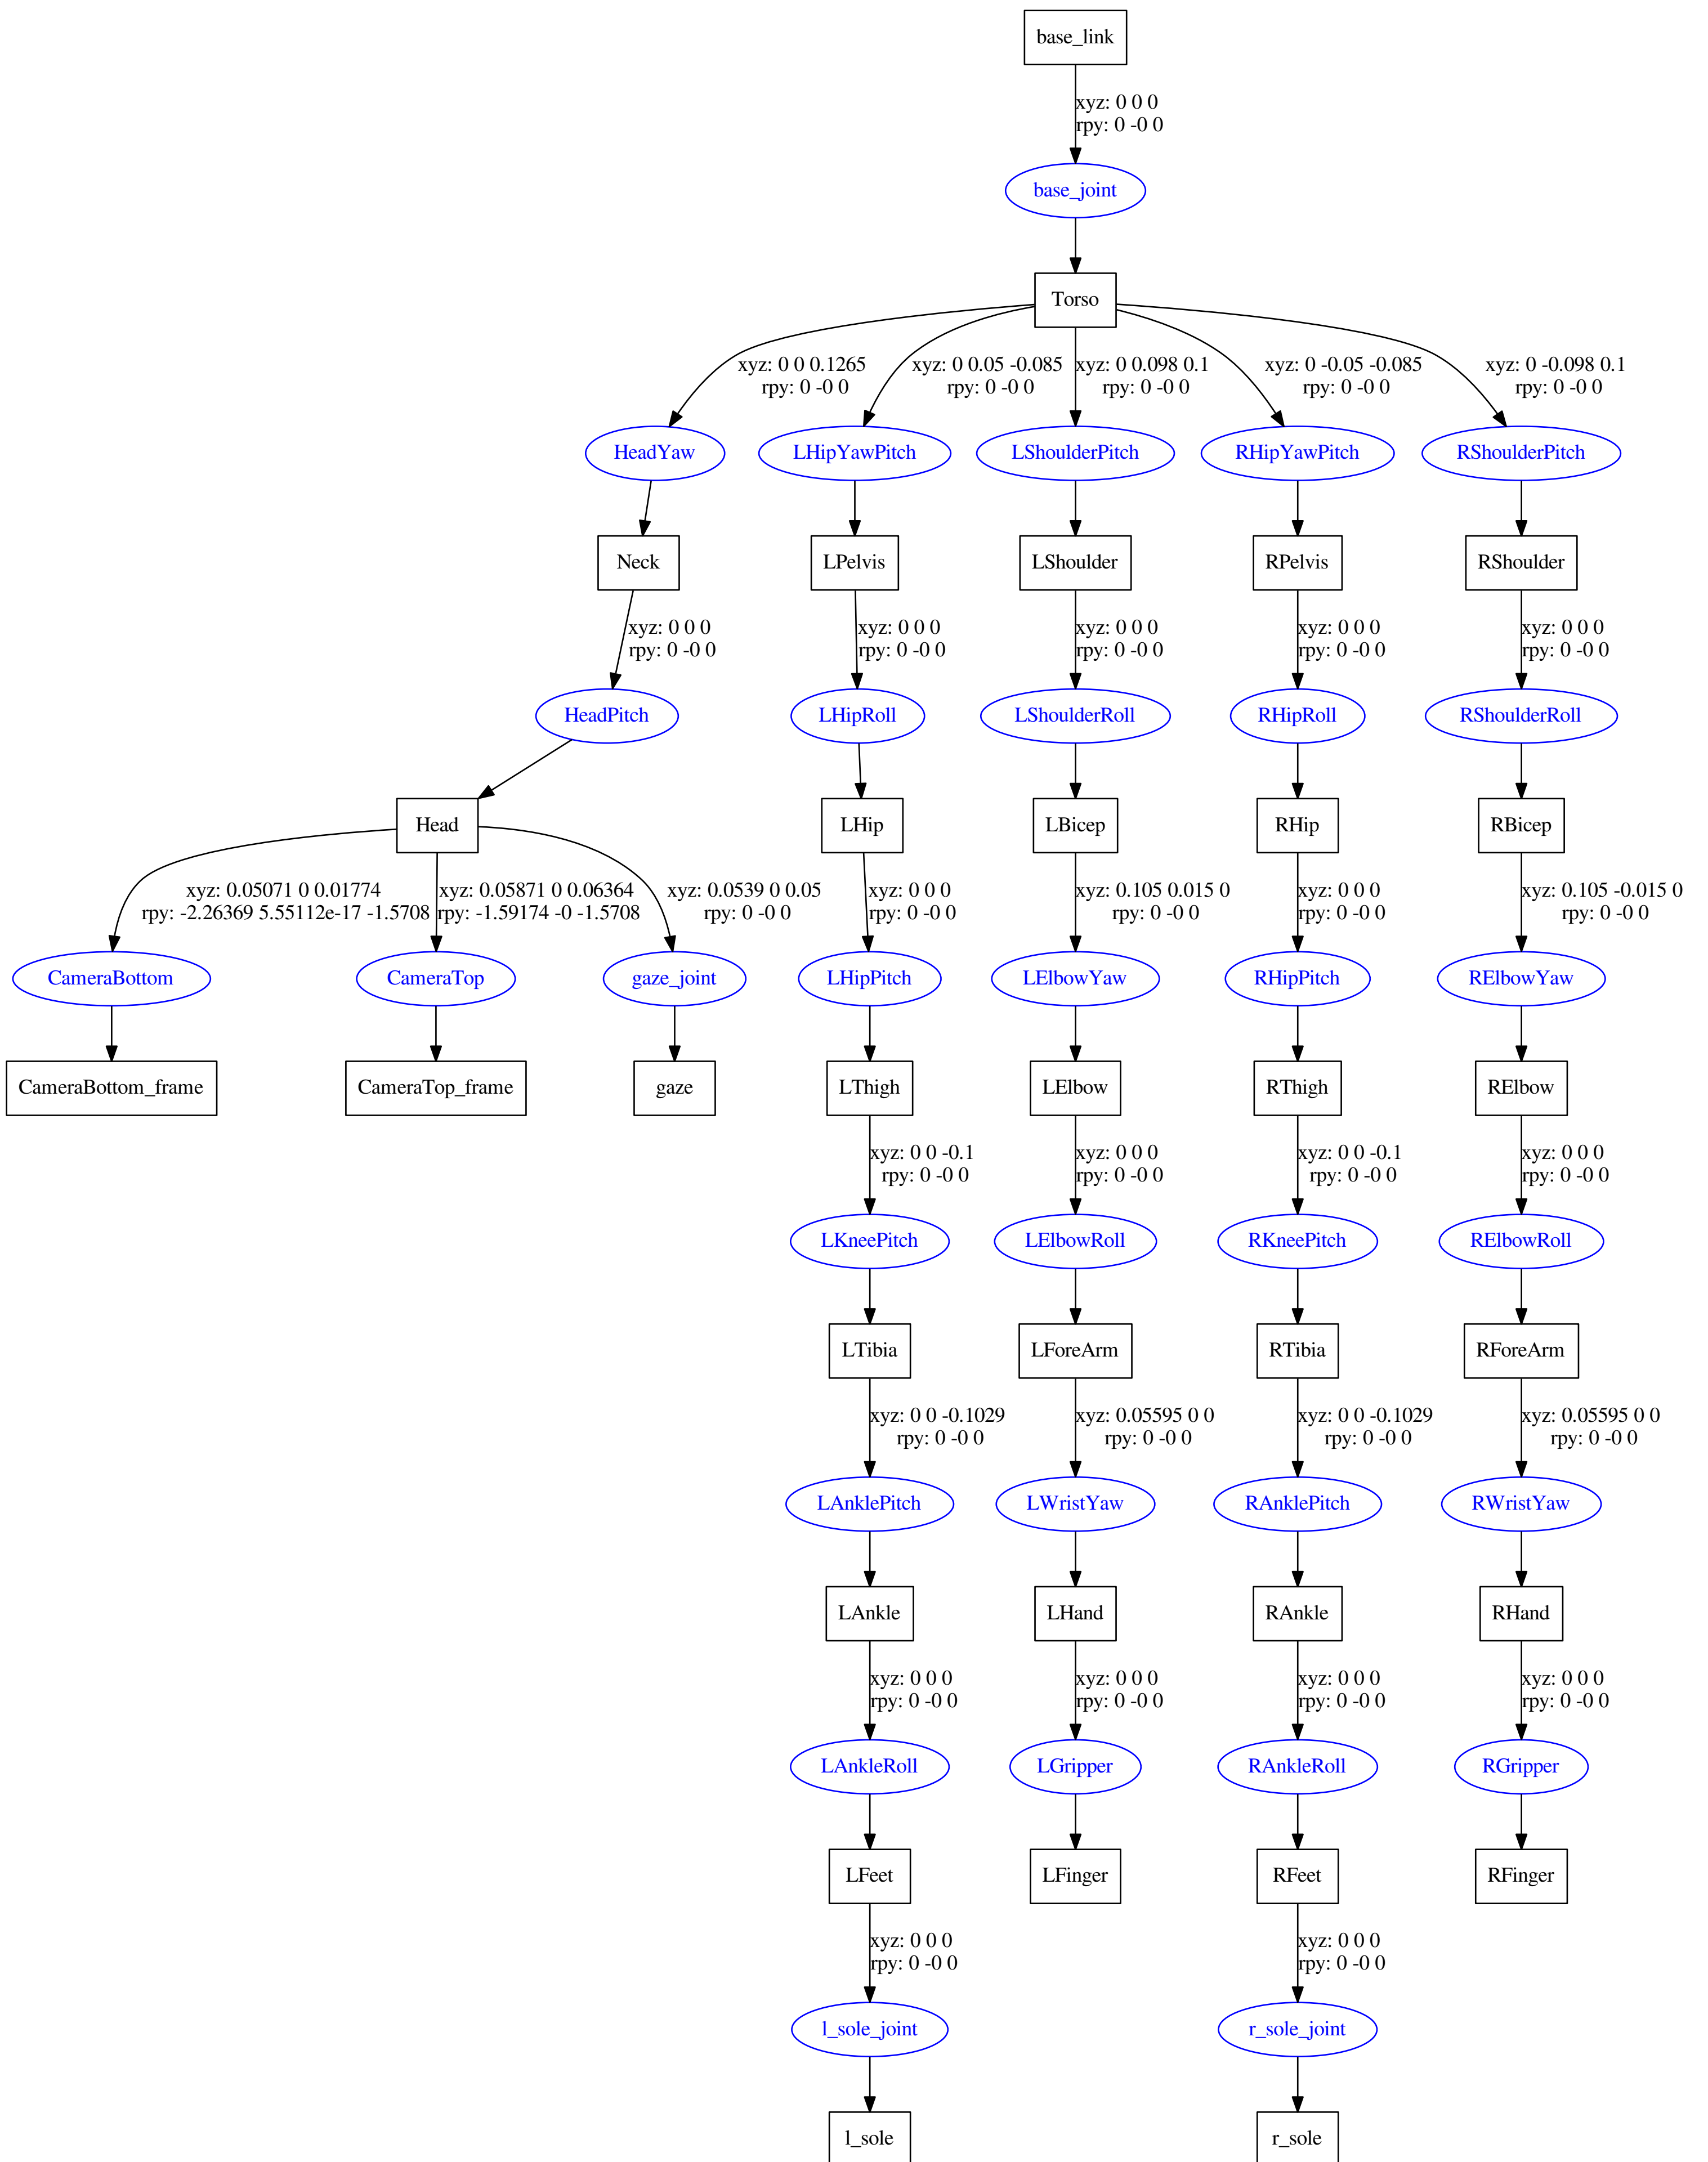 base_link
xyz: 0 0 0
rpy: 0 -0 0
base_joint
Torso
xyz: 0 0 0.1265
rpy: 0 -0 0
xyz: 0 0.05 -0.085
rpy: 0 -0 0
xyz: 0 0.098 0.1
rpy: 0 -0 0
xyz: 0 -0.05 -0.085
rpy: 0 -0 0
xyz: 0 -0.098 0.1
rpy: 0 -0 0
HeadYaw
LHipYawPitch
LShoulderPitch
RHipYawPitch
RShoulderPitch
Neck
LPelvis
LShoulder
RPelvis
RShoulder
xyz: 0 0 0
rpy: 0 -0 0
xyz: 0 0 0
rpy: 0 -0 0
xyz: 0 0 0
rpy: 0 -0 0
xyz: 0 0 0
rpy: 0 -0 0
xyz: 0 0 0
rpy: 0 -0 0
HeadPitch
LHipRoll
LShoulderRoll
RHipRoll
RShoulderRoll
Head
LHip
LBicep
RHip
RBicep
xyz: 0.05071 0 0.01774
rpy: -2.26369 5.55112e-17 -1.5708
xyz: 0.05871 0 0.06364
rpy: -1.59174 -0 -1.5708
xyz: 0.0539 0 0.05
rpy: 0 -0 0
xyz: 0 0 0
rpy: 0 -0 0
xyz: 0.105 0.015 0
rpy: 0 -0 0
xyz: 0 0 0
rpy: 0 -0 0
xyz: 0.105 -0.015 0
rpy: 0 -0 0
CameraBottom
CameraTop
gaze_joint
LHipPitch
LElbowYaw
RHipPitch
RElbowYaw
CameraBottom_frame
CameraTop_frame
gaze
LThigh
LElbow
RThigh
RElbow
xyz: 0 0 -0.1
rpy: 0 -0 0
xyz: 0 0 0
rpy: 0 -0 0
xyz: 0 0 -0.1
rpy: 0 -0 0
xyz: 0 0 0
rpy: 0 -0 0
LKneePitch
LElbowRoll
RKneePitch
RElbowRoll
LTibia
LForeArm
RTibia
RForeArm
xyz: 0 0 -0.1029
rpy: 0 -0 0
xyz: 0.05595 0 0
rpy: 0 -0 0
xyz: 0 0 -0.1029
rpy: 0 -0 0
xyz: 0.05595 0 0
rpy: 0 -0 0
LAnklePitch
LWristYaw
RAnklePitch
RWristYaw
LAnkle
LHand
RAnkle
RHand
xyz: 0 0 0
rpy: 0 -0 0
xyz: 0 0 0
rpy: 0 -0 0
xyz: 0 0 0
rpy: 0 -0 0
xyz: 0 0 0
rpy: 0 -0 0
LAnkleRoll
LGripper
RAnkleRoll
RGripper
LFeet
LFinger
RFeet
RFinger
xyz: 0 0 0
rpy: 0 -0 0
xyz: 0 0 0
rpy: 0 -0 0
l_sole_joint
r_sole_joint
l_sole
r_sole